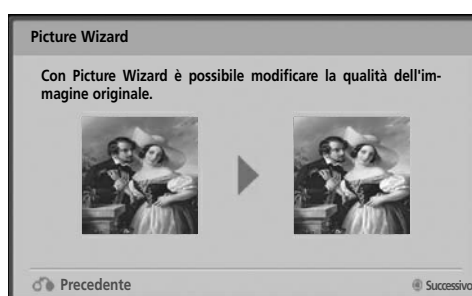 Picture Wizard
Con Picture Wizard è possibile modificare la qualità dell'im-
magine originale.
Precedente
Successivo